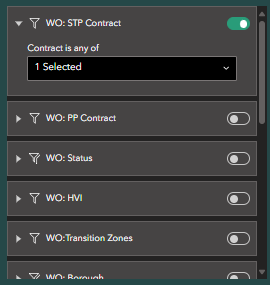 WO: STP Contract
Contract is any of
1 Selected
WO: PP Contract
WO: Status
WO: HVI
WO:Transition Zones
WO: Borough